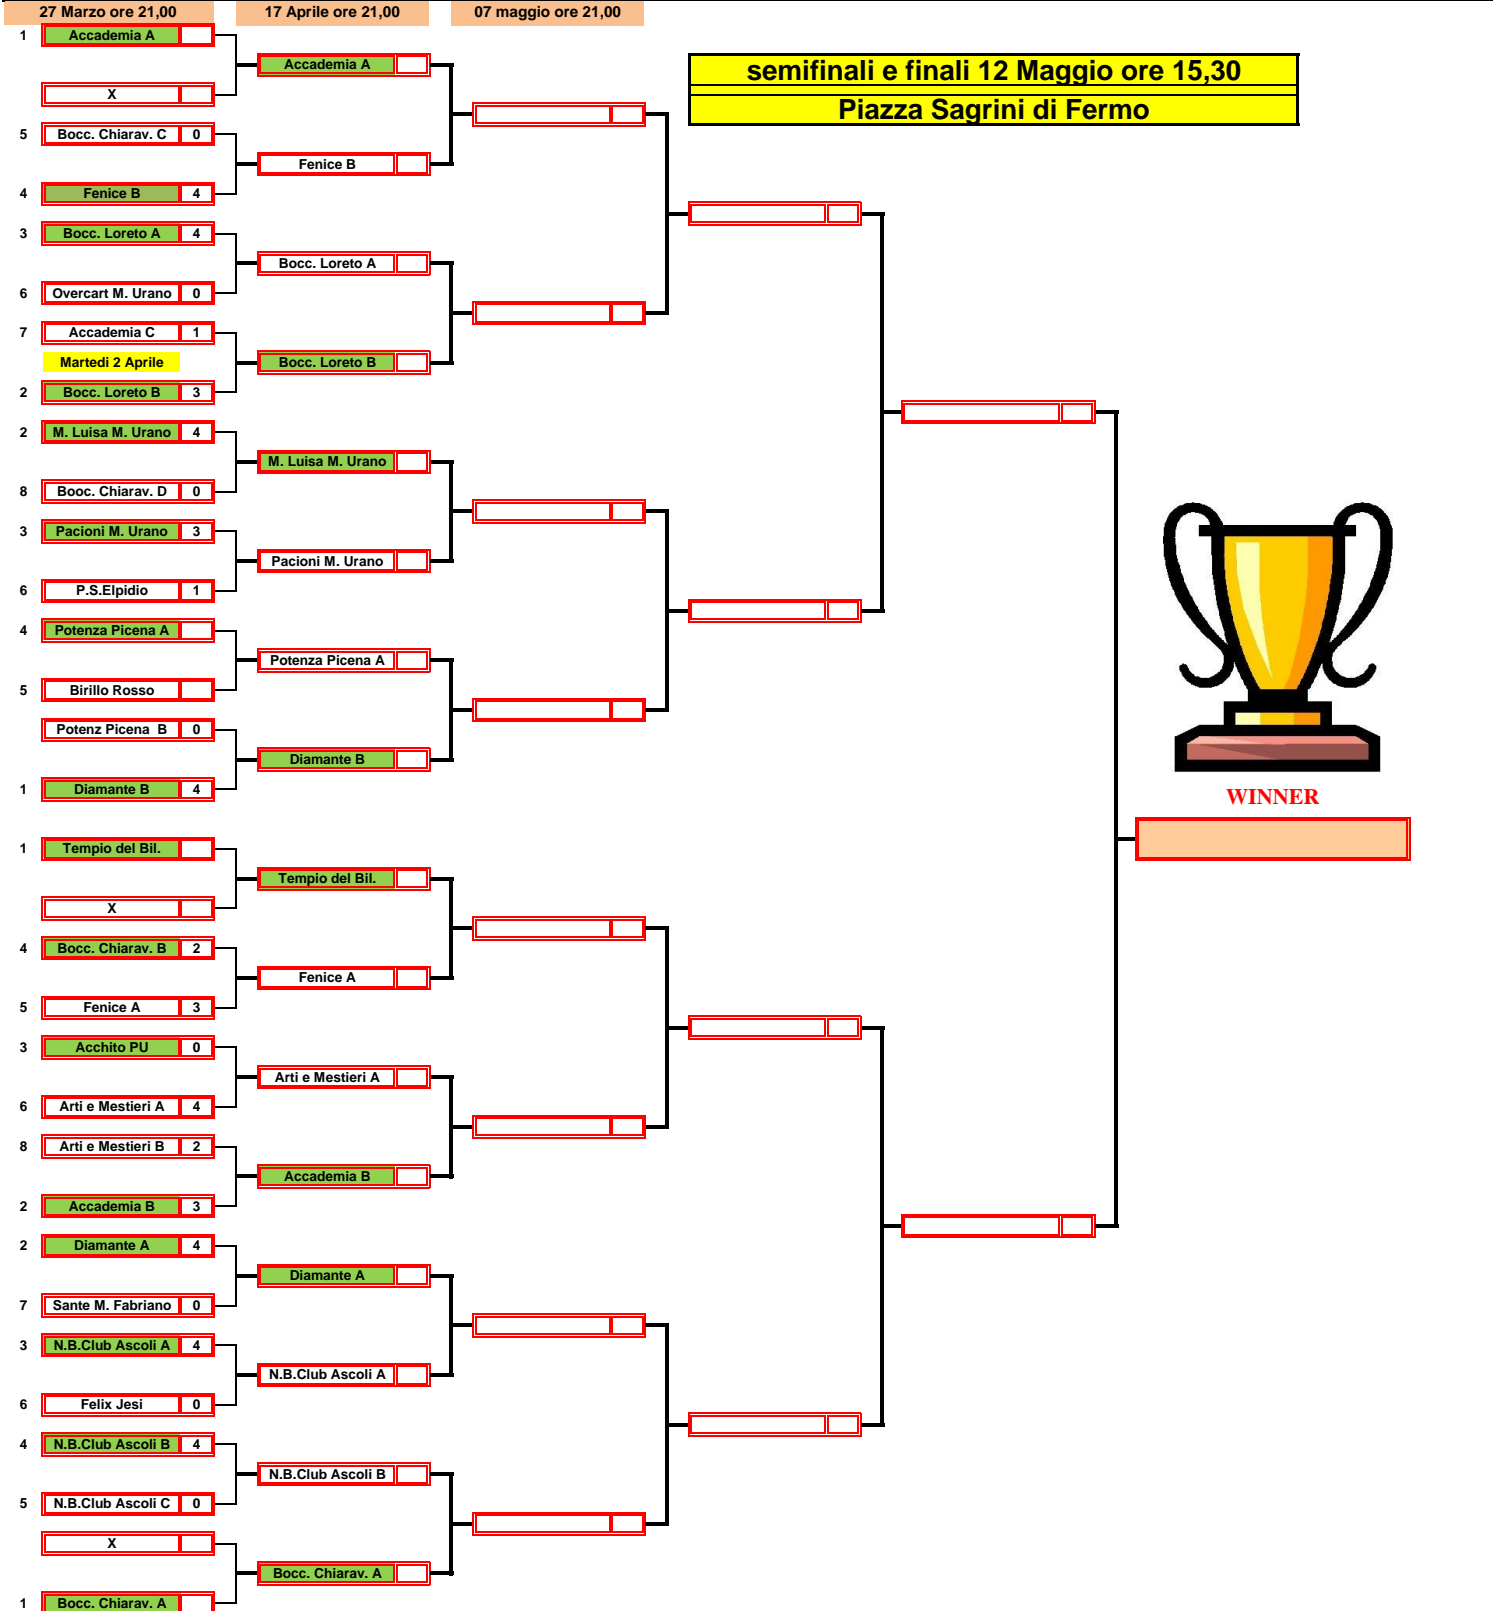 27 Marzo ore 21,00 17 Aprile ore 21,00 07 maggio ore 21,00
1 Accademia A
Accademia A
semifinali e finali 12 Maggio ore 15,30
X
Piazza Sagrini di Fermo
5 Bocc. Chiarav. C 0
Fenice B
4 Fenice B 4
3 Bocc. Loreto A 4
Bocc. Loreto A
6 Overcart M. Urano 0
7 Accademia C 1
Martedi 2 Aprile
Bocc. Loreto B
2 Bocc. Loreto B 3
2 M. Luisa M. Urano 4
M. Luisa M. Urano
8 Booc. Chiarav. D 0
3 Pacioni M. Urano 3
Pacioni M. Urano
6 P.S.Elpidio 1
4 Potenza Picena A
Potenza Picena A
5 Birillo Rosso
Potenz Picena B 0
Diamante B
1 Diamante B 4
WINNER
1 Tempio del Bil.
Tempio del Bil.
X
4 Bocc. Chiarav. B 2
Fenice A
5 Fenice A 3
3 Acchito PU 0
Arti e Mestieri A
6 Arti e Mestieri A 4
8 Arti e Mestieri B 2
Accademia B
2 Accademia B 3
2 Diamante A 4
Diamante A
7 Sante M. Fabriano 0
3 N.B.Club Ascoli A 4
N.B.Club Ascoli A
6 Felix Jesi 0
4 N.B.Club Ascoli B 4
N.B.Club Ascoli B
5 N.B.Club Ascoli C 0
X
Bocc. Chiarav. A
1 Bocc. Chiarav. A